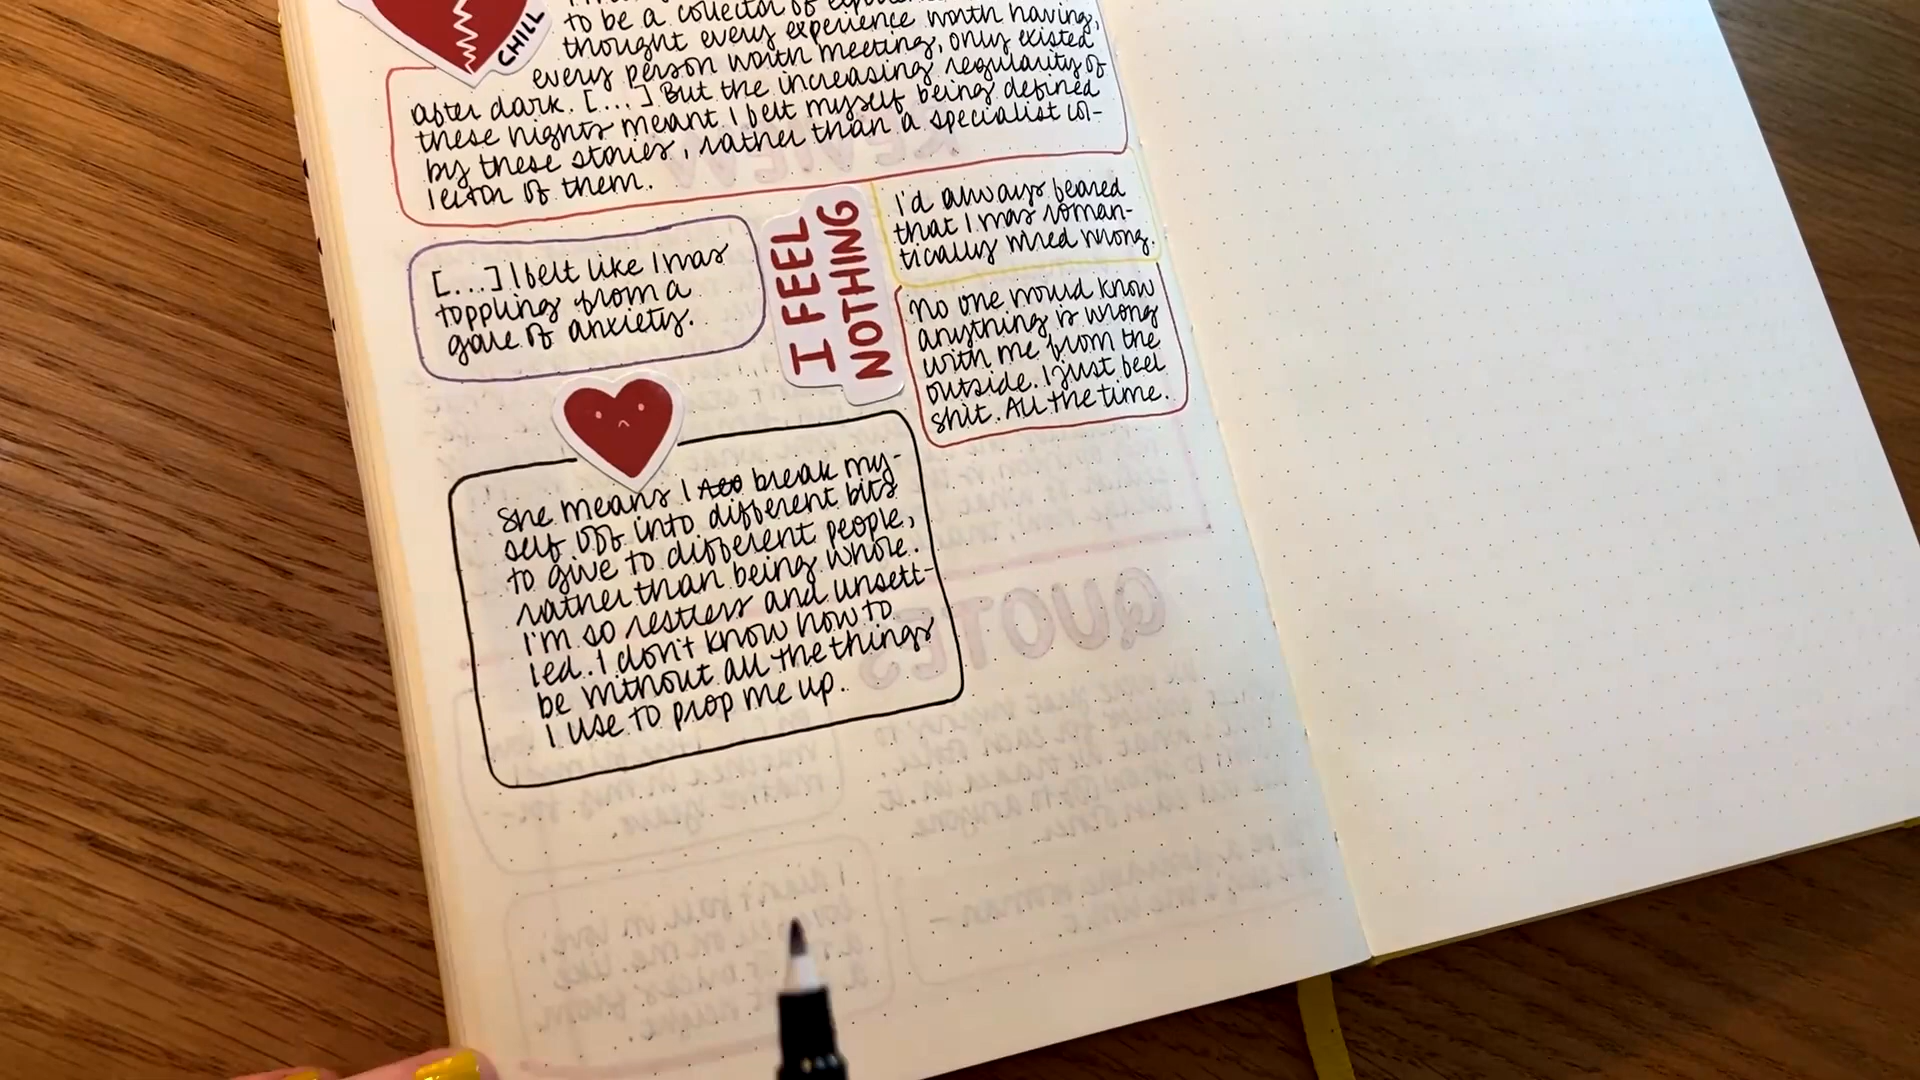 CHILL
to be a collector of
thought every experience worth having,
every person worth meeting, only existed
after dark. [....] But the increasing regularity of
these nights meant I felt myself being defined
by these stories, rather than a specialist col-
lector of them.
[....] I felt like I was
toppling from a
gale of anxiety.
I FEEL
NOTHING
I'd always feared
that I was roman-
tically wired wrong.
No one would know
anything is wrong
with me from the
outside. I just feel
shit. All the time.
She means I break my-
self off into different bits
to give to different people,
rather than being whole.
I'm so restless and unsett-
led. I don't know how to
be without all the things
I use to prop me up.
QUOTES